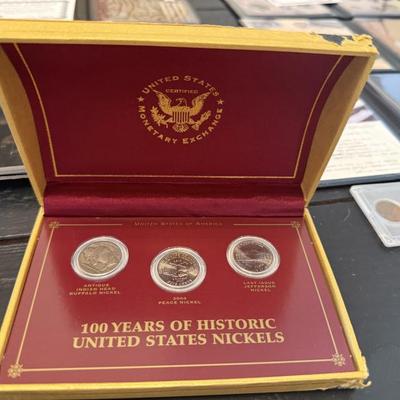 UNITED STATES
CERTIFIED
MONETARY EXCHANGE
UNITED STATES OF AMERICA
ANTIQUE
INDIAN HEAD
BUFFALO NICKEL
2004
PEACE NICKEL
LAST ISSUE
JEFFERSON
NICKEL
100 YEARS OF HISTORIC
UNITED STATES NICKELS